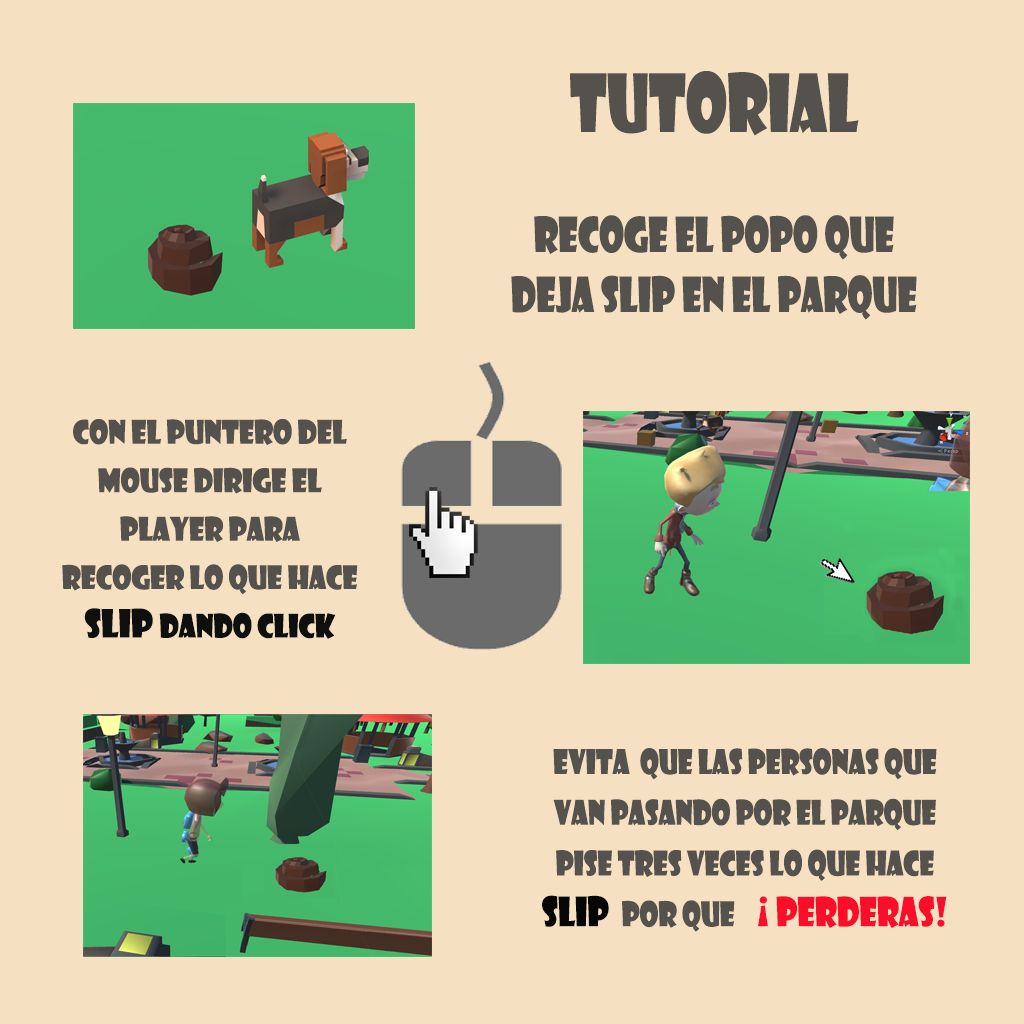 TUTORIAL
RECOGE EL POPO QUE
DEJA SLIP EN EL PARQUE
CON EL PUNTERO DEL
MOUSE DIRIGE EL
PLAYER PARA
RECOGER LO QUE HACE
SLIP DANDO CLICK
EVITA QUE LAS PERSONAS QUE
VAN PASANDO POR EL PARQUE
PISE TRES VECES LO QUE HACE
SLIP POR QUE ¡ PERDERAS!